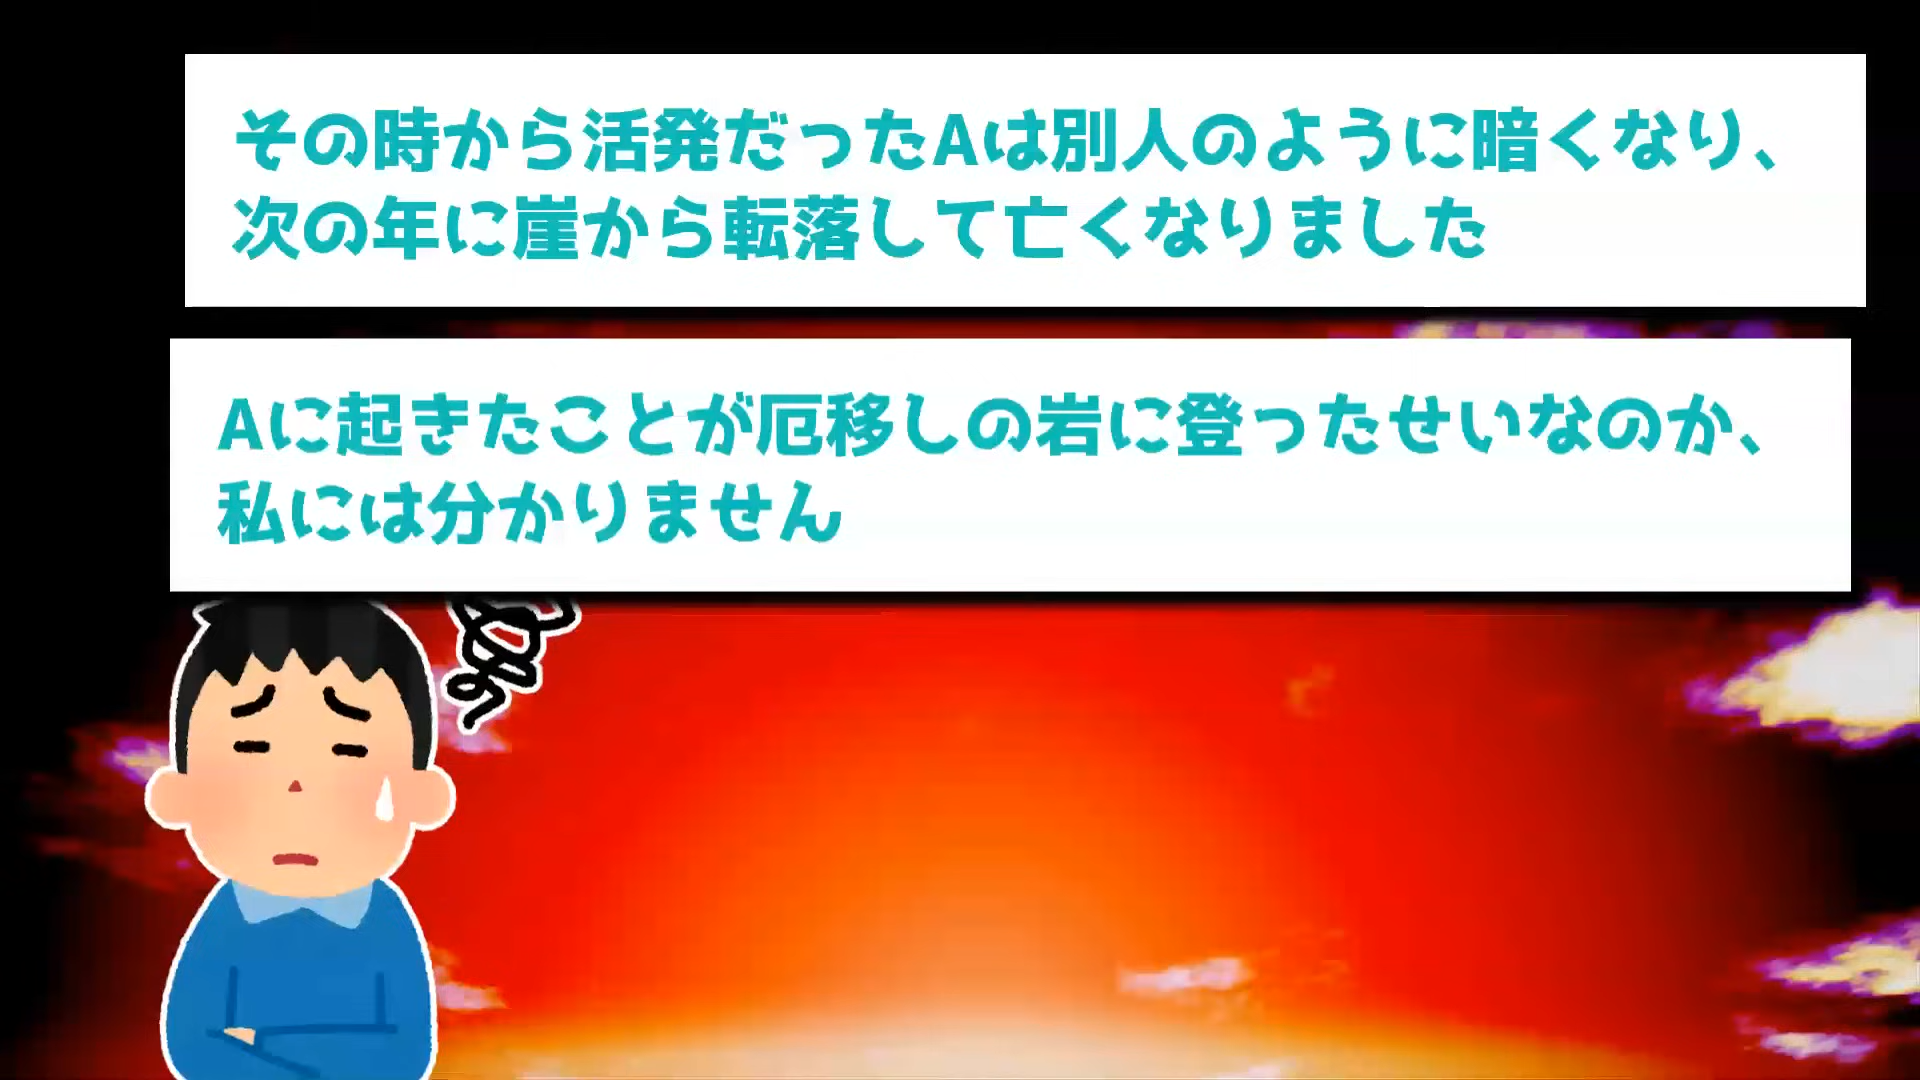 その時から活発だったAは別人のように暗くなり、
次の年に崖から転落して亡くなりました
Aに起きたことが厄移しの岩に登ったせいなのか、
私には分かりません